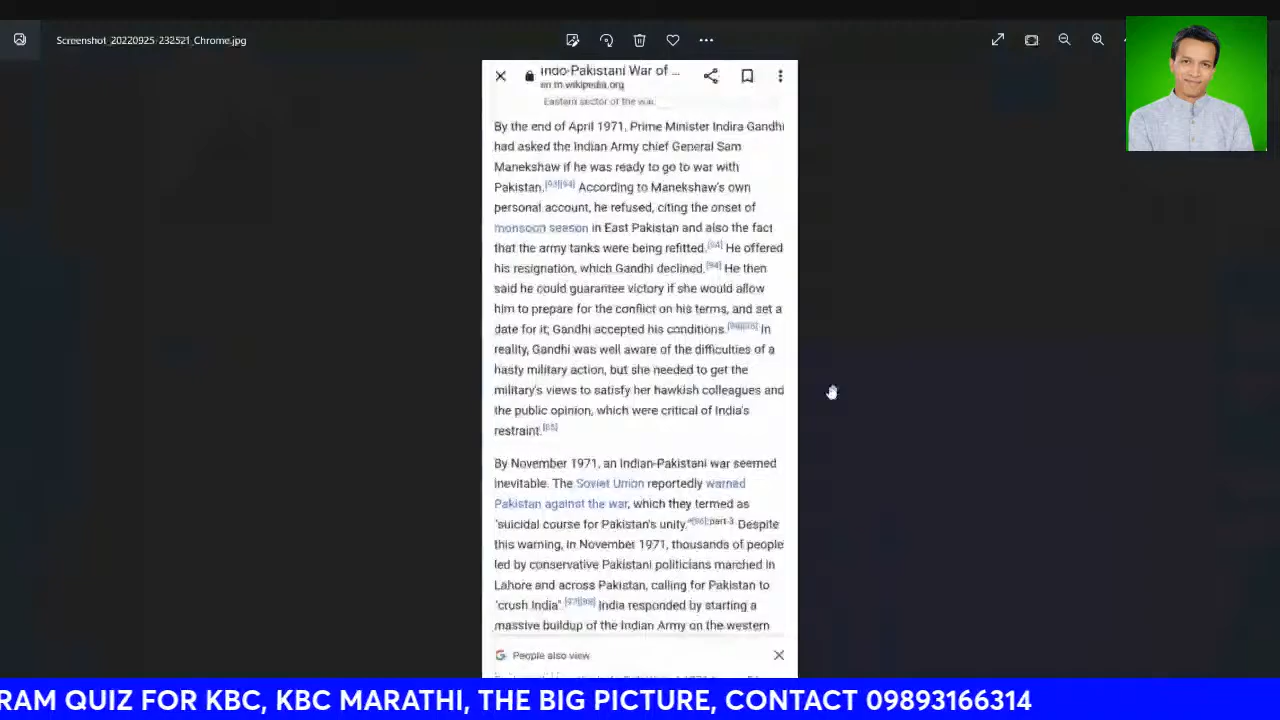 Screenshot_20220925-232521_Chrome.jpg
Indo-Pakistani War of ...
en.m.wikipedia.org
Eastern sector of the war.
By the end of April 1971, Prime Minister Indira Gandhi
had asked the Indian Army chief General Sam
Manekshaw if he was ready to go to war with
Pakistan.[93][94] According to Manekshaw's own
personal account, he refused, citing the onset of
monsoon season in East Pakistan and also the fact
that the army tanks were being refitted.[94] He offered
his resignation, which Gandhi declined.[94] He then
said he could guarantee victory if she would allow
him to prepare for the conflict on his terms, and set a
date for it; Gandhi accepted his conditions. In
reality, Gandhi was well aware of the difficulties of a
hasty military action, but she needed to get the
military's views to satisfy her hawkish colleagues and
the public opinion, which were critical of India's
restraint.[85]
By November 1971, an Indian-Pakistani war seemed
inevitable. The Soviet Union reportedly warned
Pakistan against the war, which they termed as
"suicidal course for Pakistan's unity."[96]:part-3 Despite
this warning, in November 1971, thousands of people
led by conservative Pakistani politicians marched in
Lahore and across Pakistan, calling for Pakistan to
"crush India".[97][98] India responded by starting a
massive buildup of the Indian Army on the western
People also view
RAM QUIZ FOR KBC, KBC MARATHI, THE BIG PICTURE, CONTACT 09893166314